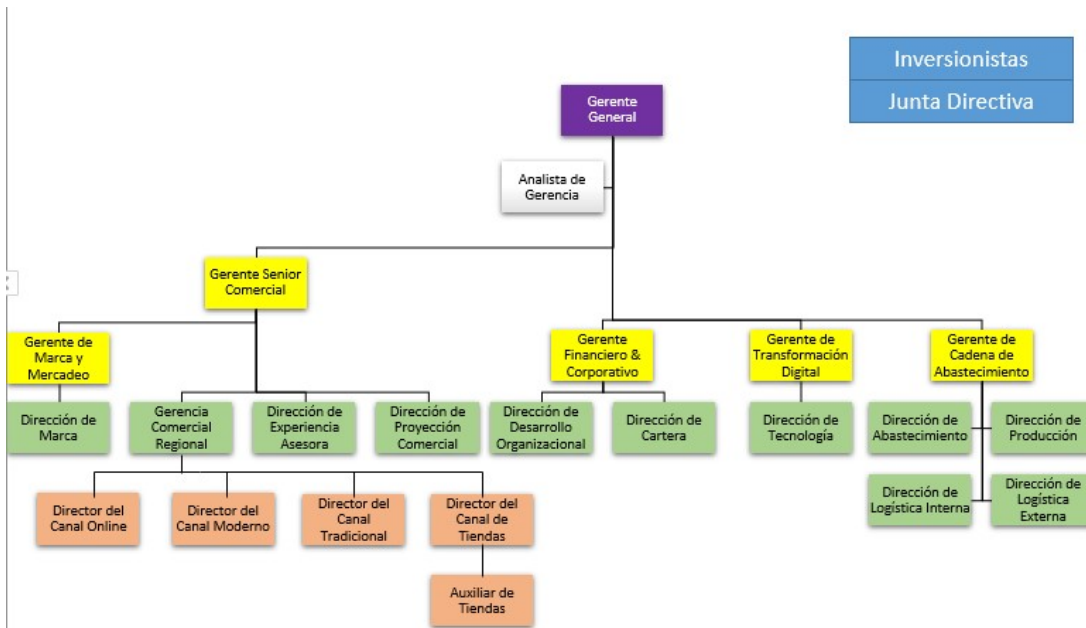 Inversionistas
Junta Directiva
Gerente
General
Analista de
Gerencia
Gerente Senior
Comercial
Gerente de
Marca y
Mercadeo
Gerente
Financiero &
Corporativo
Gerente de
Transformación
Digital
Gerente de
Cadena de
Abastecimiento
Dirección de
Marca
Gerencia
Comercial
Regional
Dirección de
Experiencia
Asesora
Dirección de
Proyección
Comercial
Dirección de
Desarrollo
Organizacional
Dirección de
Cartera
Dirección de
Tecnología
Dirección de
Abastecimiento
Dirección de
Producción
Director del
Canal Online
Director del
Canal Moderno
Director del
Canal
Tradicional
Director del
Canal de
Tiendas
Dirección de
Logística Interna
Dirección de
Logística
Externa
Auxiliar de
Tiendas